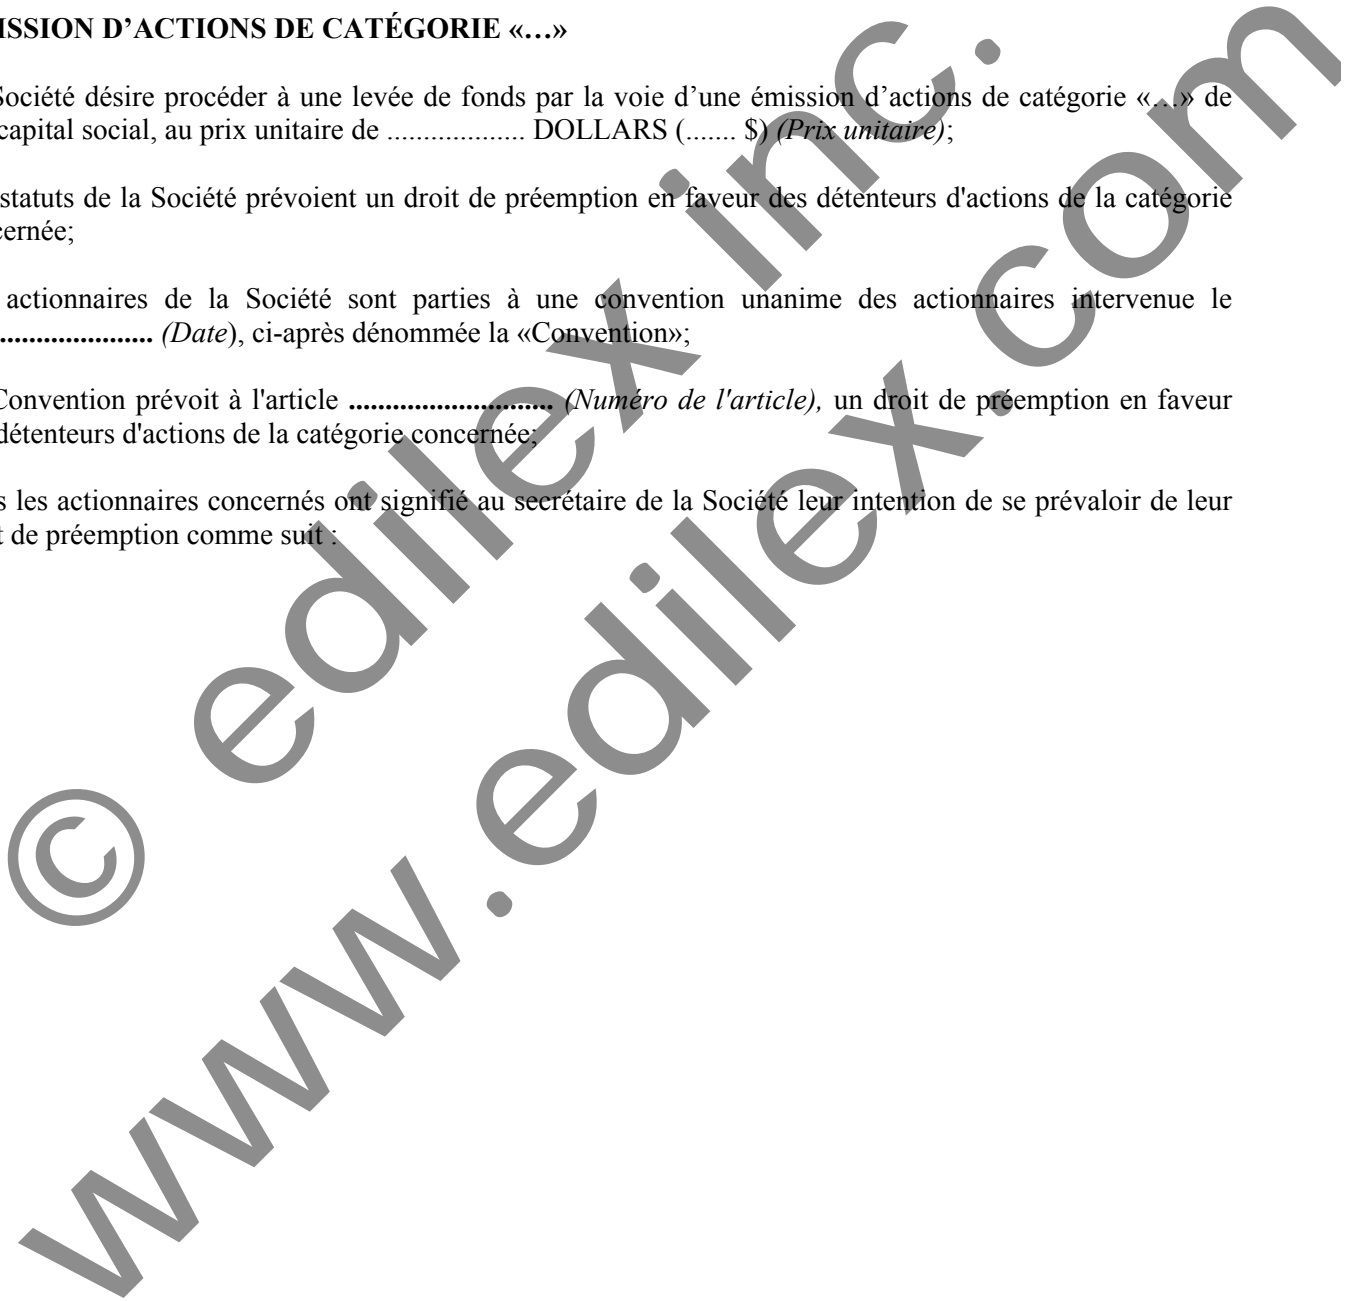 ISSION D’ACTIONS DE CATÉGORIE «…»
Société désire procéder à une levée de fonds par la voie d’une émission d’actions de catégorie «…» de
capital social, au prix unitaire de ................... DOLLARS (....... $) (Prix unitaire);
statuts de la Société prévoient un droit de préemption en faveur des détenteurs d'actions de la catégorie
cernée;
actionnaires de la Société sont parties à une convention unanime des actionnaires intervenue le
..................... (Date), ci-après dénommée la «Convention»;
Convention prévoit à l'article ............................ (Numéro de l'article), un droit de préemption en faveur
détenteurs d'actions de la catégorie concernée;
s les actionnaires concernés ont signifié au secrétaire de la Société leur intention de se prévaloir de leur
t de préemption comme suit :
© edilex inc.
www.edilex.com